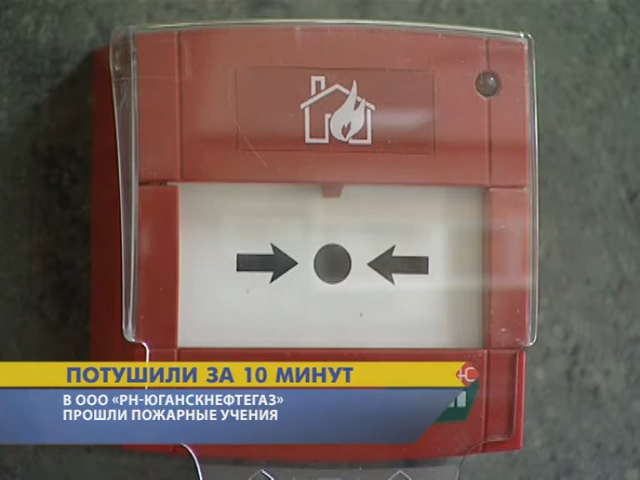 ПОТУШИЛИ ЗА 10 МИНУТ
В ООО «РН-ЮГАНСКНЕФТЕГАЗ»
ПРОШЛИ ПОЖАРНЫЕ УЧЕНИЯ